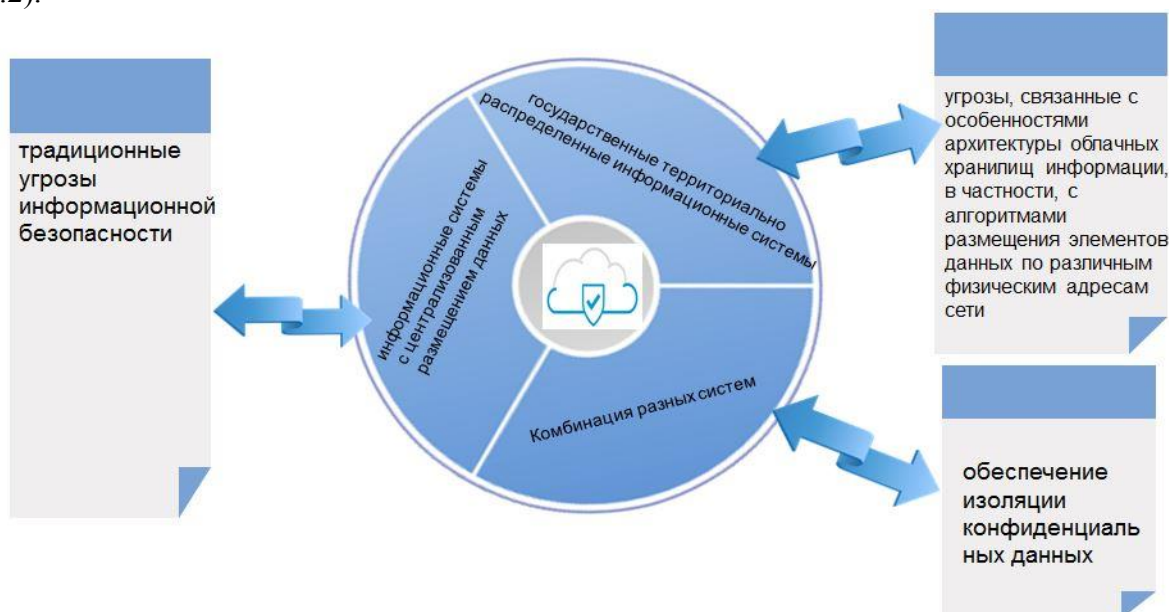 .2).
традиционные
угрозы
информационной
безопасности
информационные системы
с централизованным
размещением данных
государственные территориально
распределенные информационные системы
Комбинация разных систем
угрозы, связанные с
особенностями
архитектуры облачных
хранилищ информации,
в частности, с
алгоритмами
размещения элементов
данных по различным
физическим адресам
сети
обеспечение
изоляции
конфиденциаль
ных данных